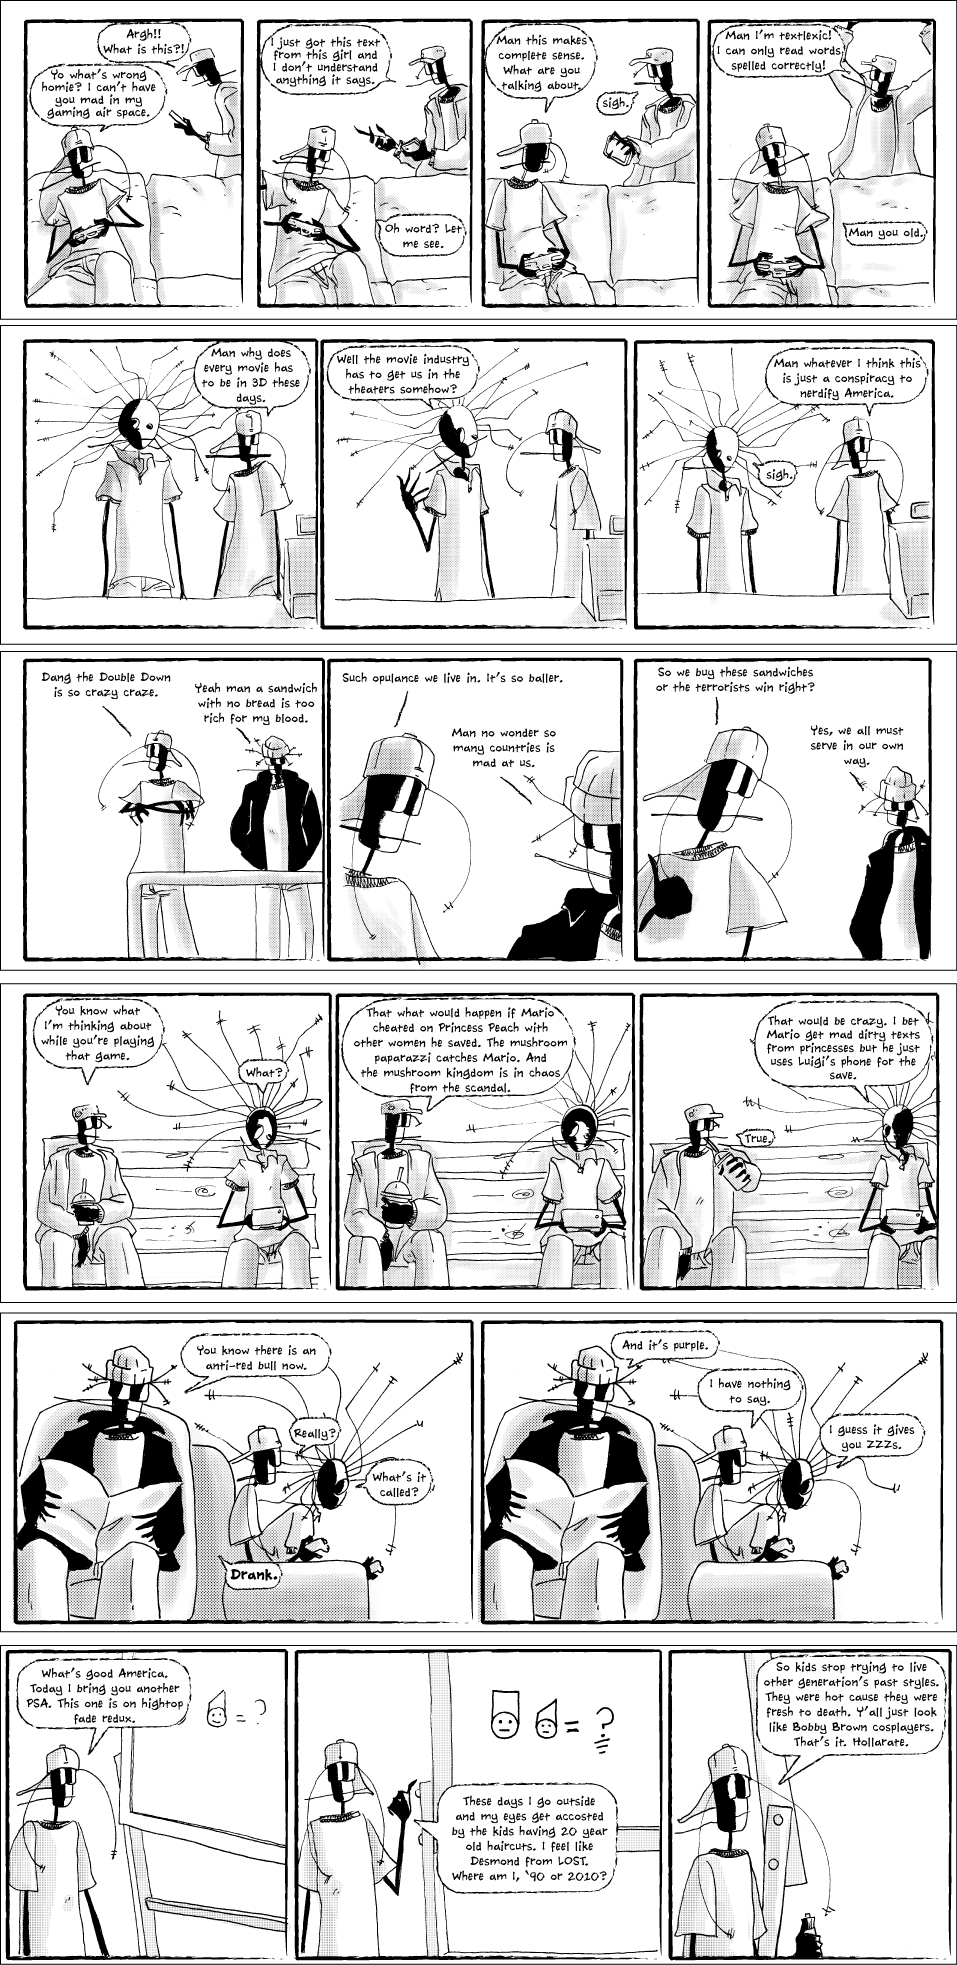 Argh!!
What is this?!
Yo what's wrong
homie? I can't have
you mad in my
gaming air space.
I just got this text
from this girl and
I don't understand
anything it says.
Oh word? Let
me see.
Man this makes
complete sense.
What are you
talking about.
sigh.
Man I'm textlexic!
I can only read words
spelled correctly!
Man you old.
Man why does
every movie has
to be in 3D these
days.
Well the movie industry
has to get us in the
theaters somehow?
Man whatever I think this
is just a conspiracy to
nerdify America.
sigh.
Dang the Double Down
is so crazy craze.
Yeah man a sandwich
with no bread is too
rich for my blood.
Such opulance we live in. It's so baller.
Man no wonder so
many countries is
mad at us.
So we buy these sandwiches
or the terrorists win right?
Yes, we all must
serve in our own
way.
You know what
I'm thinking about
while you're playing
that game.
What?
That what would happen if Mario
cheated on Princess Peach with
other women he saved. The mushroom
paparazzi catches Mario. And
the mushroom kingdom is in chaos
from the scandal.
That would be crazy. I bet
Mario get mad dirty texts
from princesses but he just
uses Luigi's phone for the
save.
True.
You know there is an
anti-red bull now.
Really?
What's it
called?
Drank.
And it's purple.
I have nothing
to say.
I guess it gives
you ZZZs.
What's good America.
Today I bring you another
PSA. This one is on hightop
fade redux.
= ?
= ?
These days I go outside
and my eyes get accosted
by the kids having 20 year
old haircuts. I feel like
Desmond from LOST.
Where am I, '90 or 2010?
So kids stop trying to live
other generation's past styles.
They were hot cause they were
fresh to death. Y'all just look
like Bobby Brown cosplayers.
That's it. Hollarate.